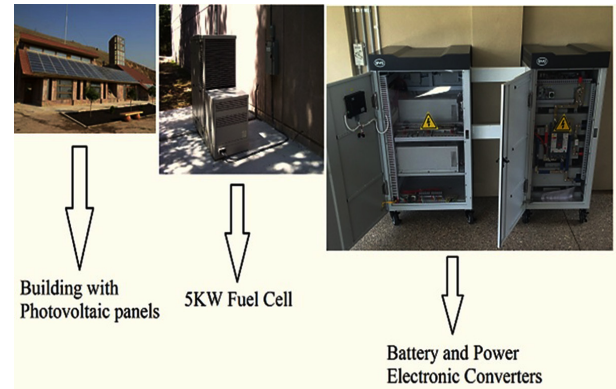 Building with
Photovoltaic panels
5KW Fuel Cell
Battery and Power
Electronic Converters